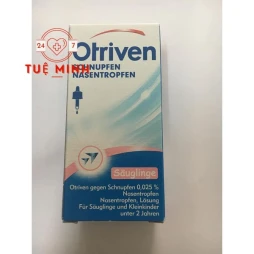 24 7
TUỆ MINH
Otriven
SCHNUPFEN
NASENTROPFEN
Säuglinge
Otriven gegen Schnupfen 0,025 %
Nasentropfen
Nasentropfen, Lösung
Für Säuglinge und Kleinkinder
unter 2 Jahren